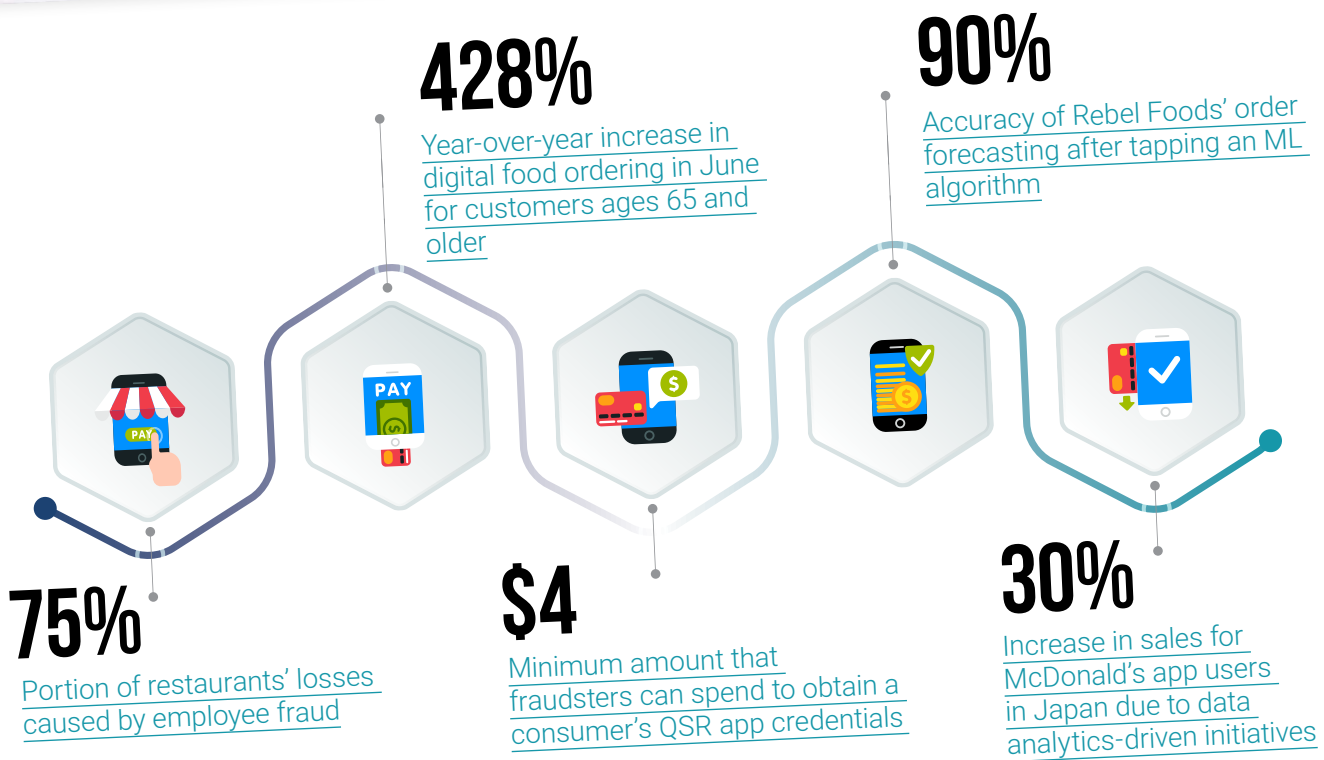 428%
Year-over-year increase in
digital food ordering in June
for customers ages 65 and
older
90%
Accuracy of Rebel Foods’ order
forecasting after tapping an ML
algorithm
PAY
PAY
$
$
$
75%
Portion of restaurants’ losses
caused by employee fraud
$4
Minimum amount that
fraudsters can spend to obtain a
consumer’s QSR app credentials
30%
Increase in sales for
McDonald’s app users
in Japan due to data
analytics-driven initiatives